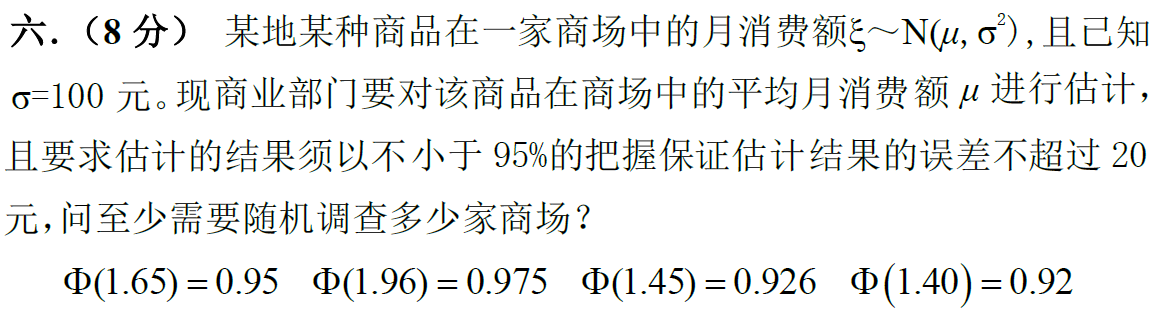 六.（8分） 某地某种商品在一家商场中的月消费额ξ～N(μ, σ²),且已知
σ=100 元。现商业部门要对该商品在商场中的平均月消费额 μ 进行估计，
且要求估计的结果须以不小于 95%的把握保证估计结果的误差不超过 20
元,问至少需要随机调查多少家商场？
Φ(1.65) = 0.95 Φ(1.96) = 0.975 Φ(1.45) = 0.926 Φ(1.40) = 0.92